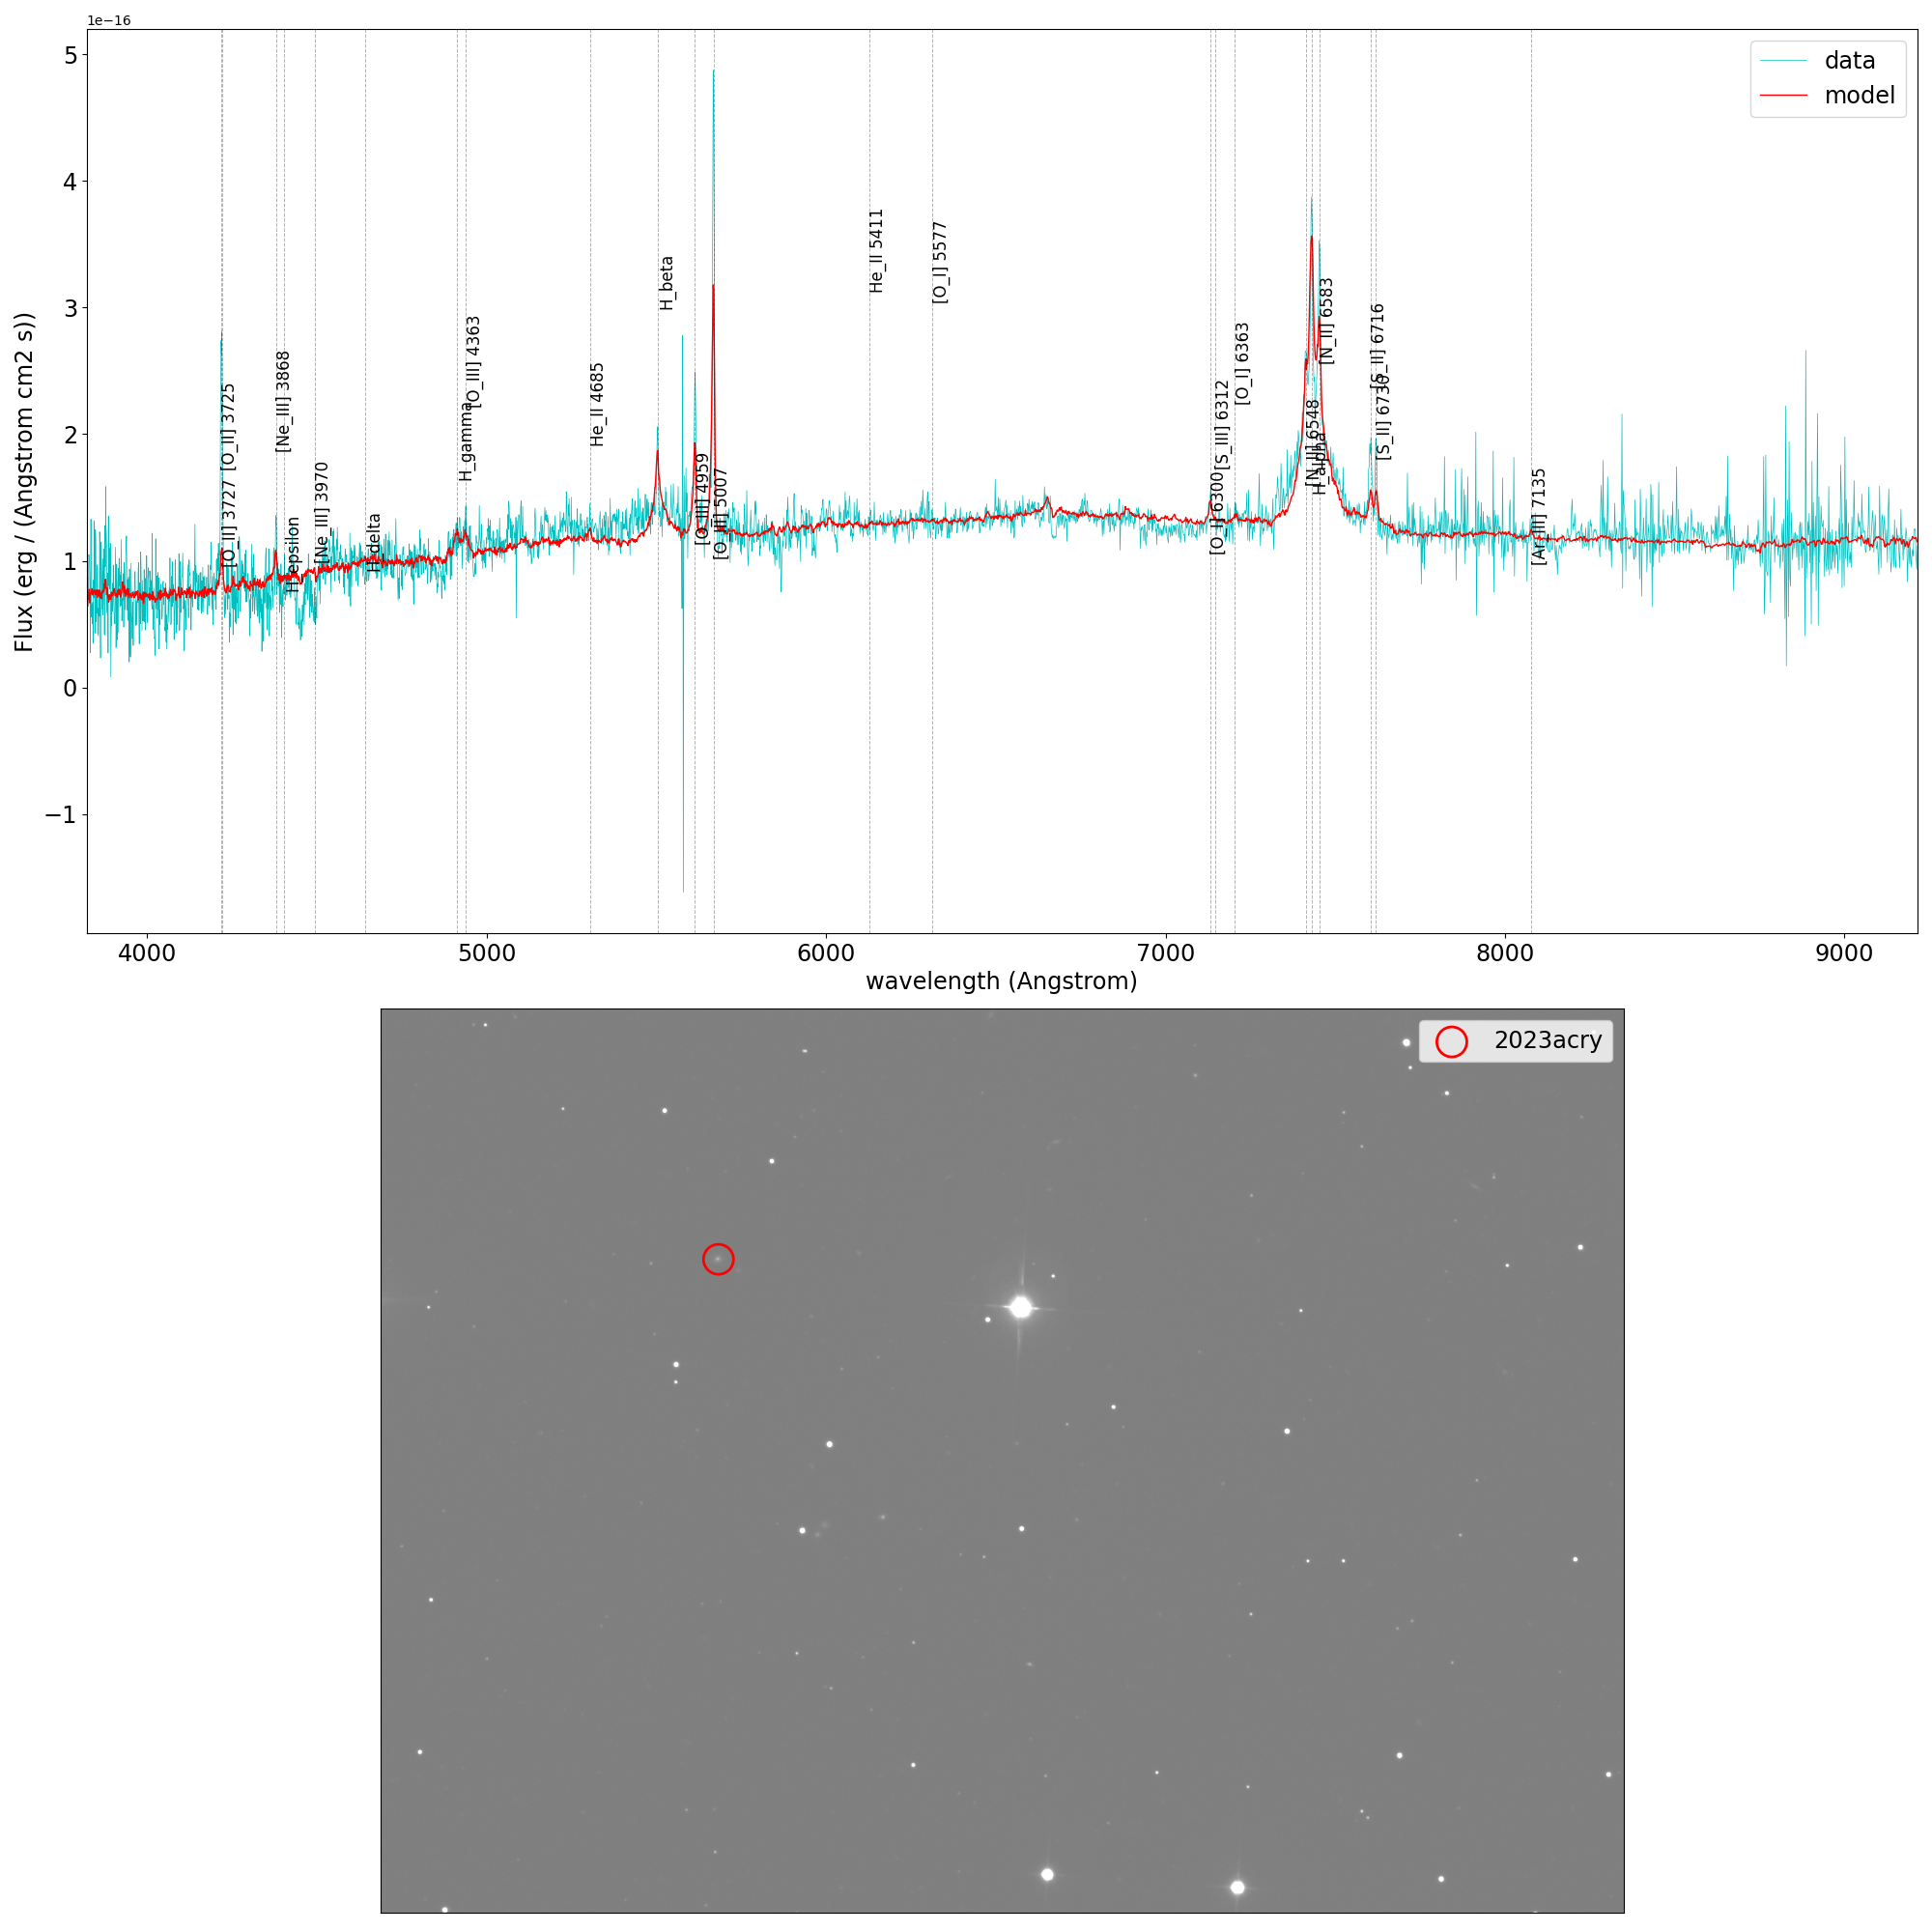 1e−16
5
4
3
2
1
0
−1
Flux (erg / (Angstrom cm2 s))
data
model
[O_II] 3727
[O_II] 3725
[Ne_III] 3868
H_epsilon
[Ne_III] 3970
H_delta
H_gamma
[O_III] 4363
He_II 4685
H_beta
[O_III] 4959
[O_III] 5007
He_II 5411
[O_I] 5577
[O_I] 6300
[S_III] 6312
[O_I] 6363
[N_II] 6548
H_alpha
[N_II] 6583
[S_II] 6716
[S_II] 6730
[Ar_III] 7135
4000
5000
6000
7000
8000
9000
wavelength (Angstrom)
2023acry